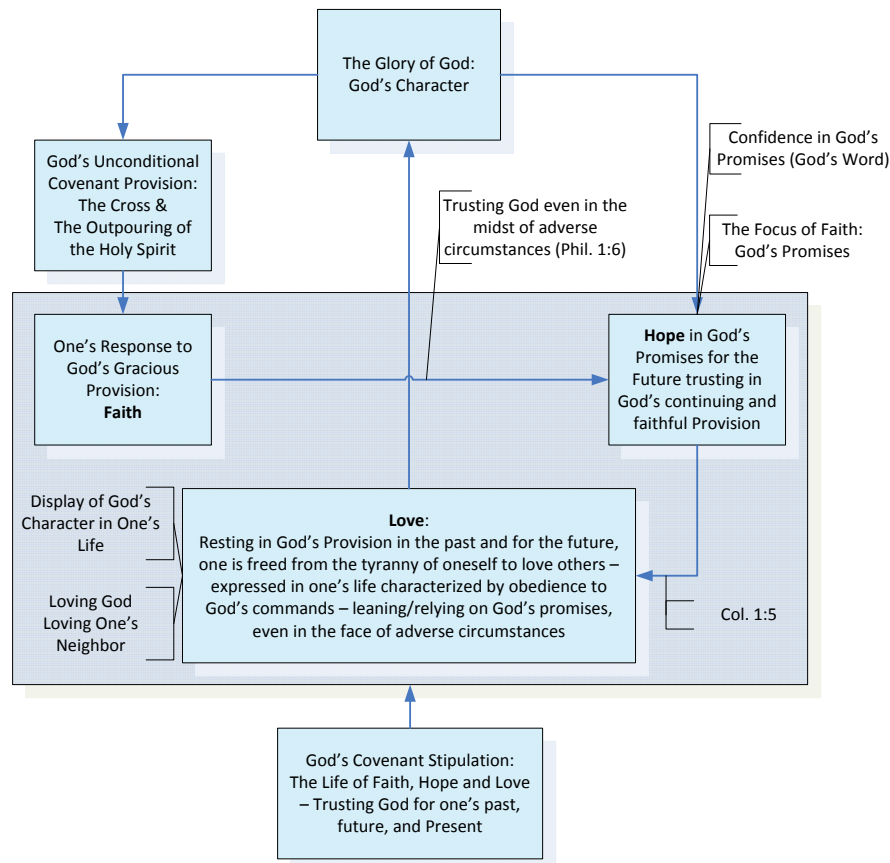 The Glory of God:
God's Character
God's Unconditional
Covenant Provision:
The Cross &
The Outpouring of
the Holy Spirit
Confidence in God's
Promises (God's Word)
Trusting God even in the
midst of adverse
circumstances (Phil. 1:6)
The Focus of Faith:
God's Promises
One's Response to
God's Gracious
Provision:
Faith
Hope in God's
Promises for the
Future trusting in
God's continuing and
faithful Provision
Display of God's
Character in One's
Life
Loving God
Loving One's
Neighbor
Love:
Resting in God's Provision in the past and for the future,
one is freed from the tyranny of oneself to love others –
expressed in one's life characterized by obedience to
God's commands – leaning/relying on God's promises,
even in the face of adverse circumstances
Col. 1:5
God's Covenant Stipulation:
The Life of Faith, Hope and Love
– Trusting God for one's past,
future, and Present